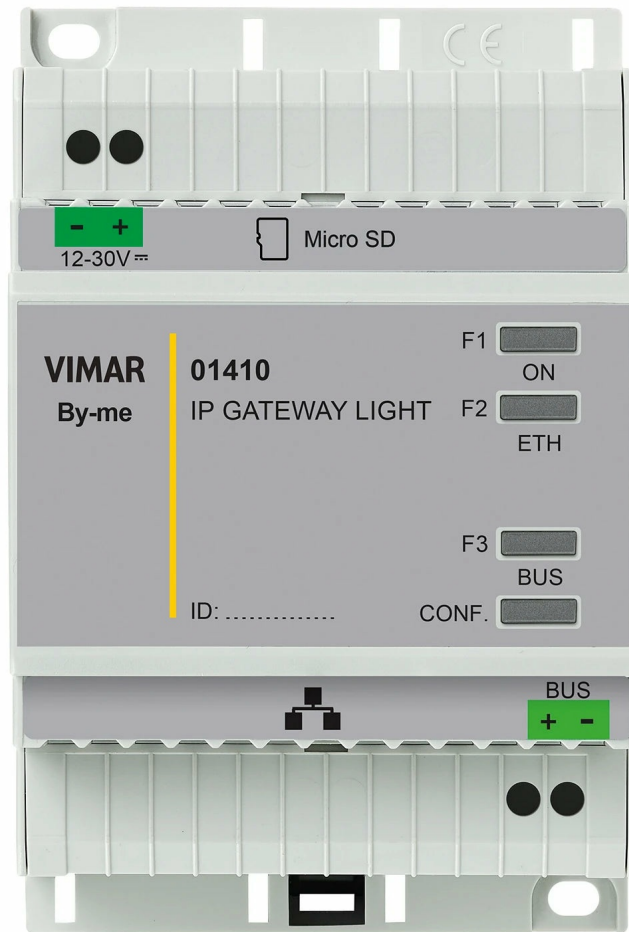 CE
- +
12-30V ⎓
Micro SD
VIMAR
By-me
01410
IP GATEWAY LIGHT
F1
ON
F2
ETH
F3
BUS
CONF.
ID: ..............
BUS
+ -